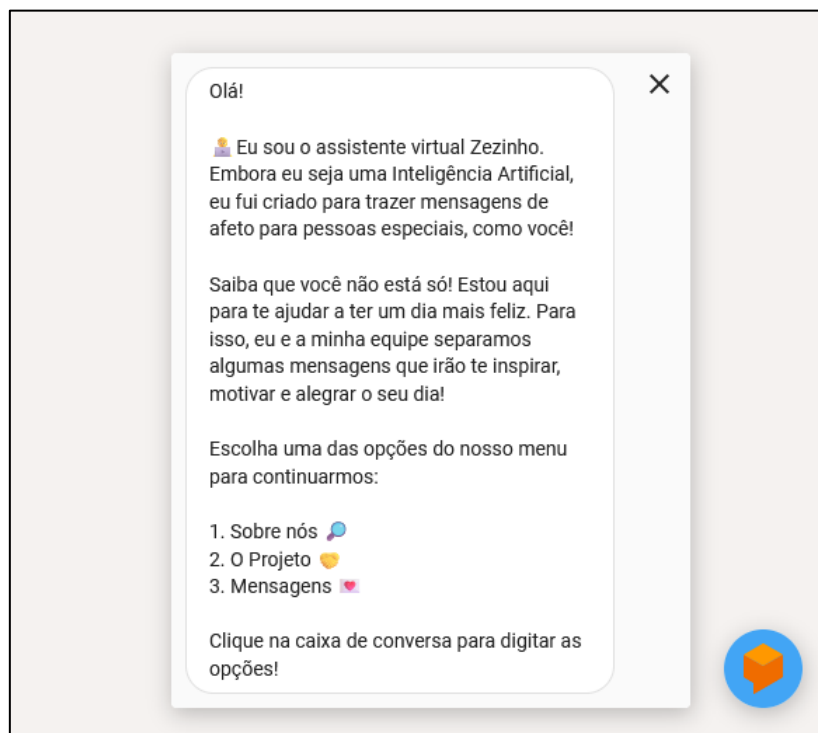 Olá!
🤷 Eu sou o assistente virtual Zezinho.
Embora eu seja uma Inteligência Artificial,
eu fui criado para trazer mensagens de
afeto para pessoas especiais, como você!
Saiba que você não está só! Estou aqui
para te ajudar a ter um dia mais feliz. Para
isso, eu e a minha equipe separamos
algumas mensagens que irão te inspirar,
motivar e alegrar o seu dia!
Escolha uma das opções do nosso menu
para continuarmos:
1. Sobre nós 🔎
2. O Projeto 🤝
3. Mensagens 💌
Clique na caixa de conversa para digitar as
opções!